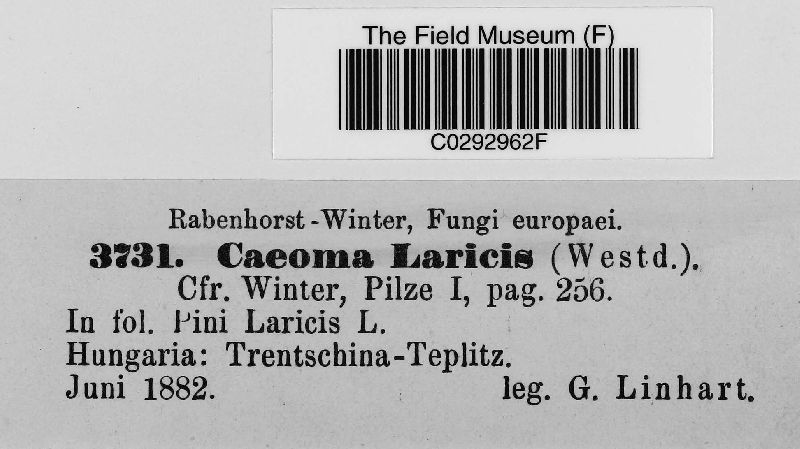 The Field Museum (F)
C0292962F
Rabenhorst-Winter, Fungi europaei.
3731. Caeoma Laricis (Westd.).
Cfr. Winter, Pilze I, pag. 256.
In fol. Pini Laricis L.
Hungaria: Trentschina-Teplitz.
Juni 1882. leg. G. Linhart.